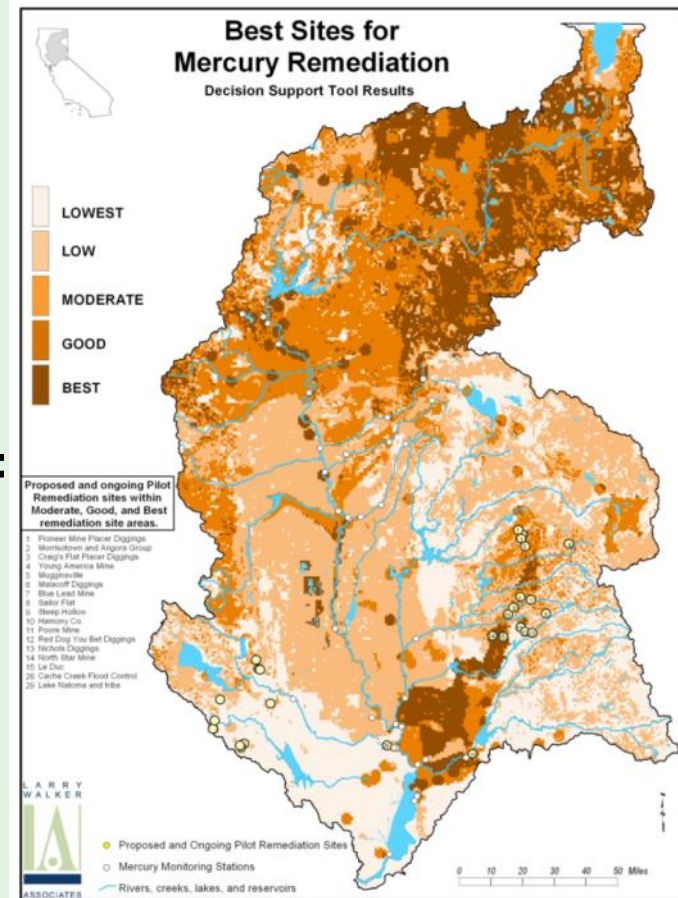 Best Sites for
Mercury Remediation
Decision Support Tool Results
LOWEST
LOW
MODERATE
GOOD
BEST
Proposed and ongoing Pilot
Remediation sites within
Moderate, Good, and Best
remediation site areas.
1 Pioneer Mine Placer Diggings
2 Morristown and Angora Group
3 Craig's Flat Placer Diggings
4 Young America Mine
5 Mugginsville
6 Malacoff Diggings
7 Blue Lead Mine
8 Sailor Flat
9 Steep Hollow
10 Hamony Co.
11 Poore Mine
12 Red Dog You Bet Diggings
13 Nichols Diggings
14 North Star Mine
15 Le Duc
28 Cache Creek Flood Control
29 Lake Natoma and tribs
LARRY
WALKER
LA
ASSOCIATES
Proposed and Ongoing Pilot Remediation Sites
Mercury Monitoring Stations
Rivers, creeks, lakes, and reservoirs
0 10 20 30 40 50 Miles